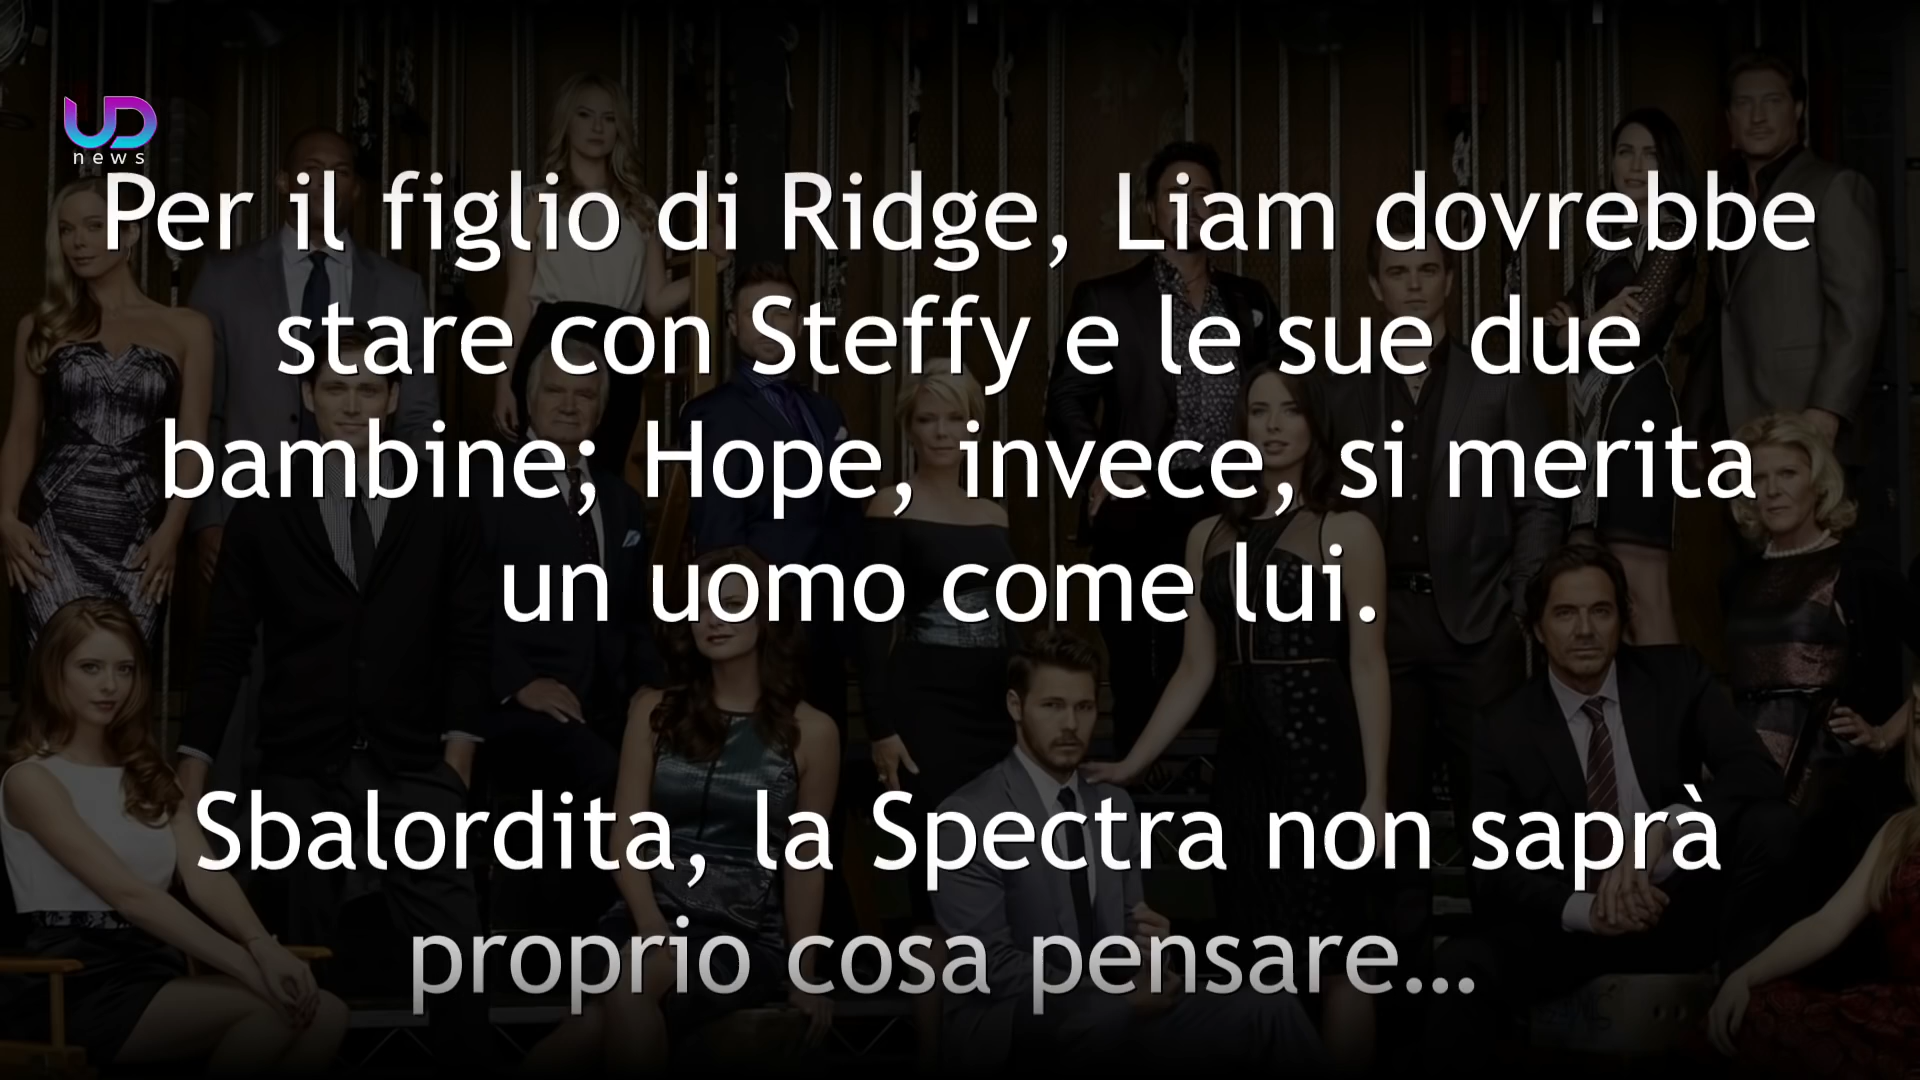 UD
news
Per il figlio di Ridge, Liam dovrebbe
stare con Steffy e le sue due
bambine; Hope, invece, si merita
un uomo come lui.
Sbalordita, la Spectra non saprà
proprio cosa pensare...